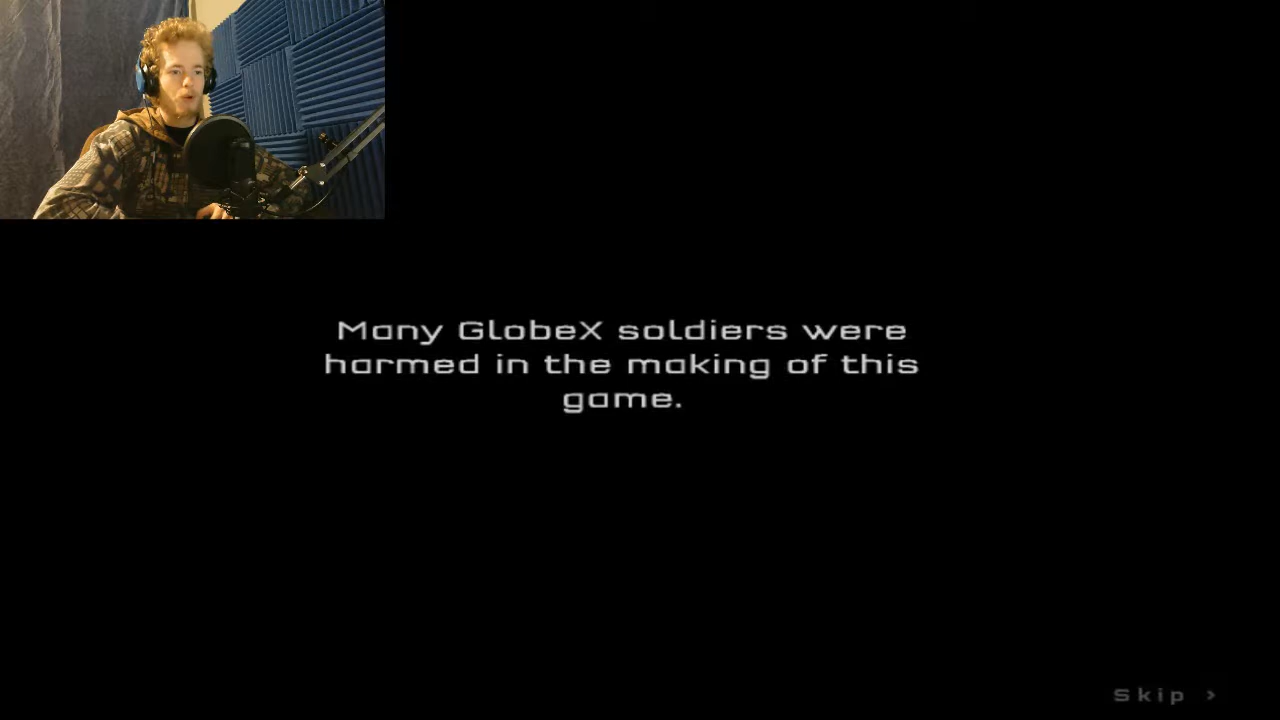 Many GlobeX soldiers were
harmed in the making of this
game.
Skip >